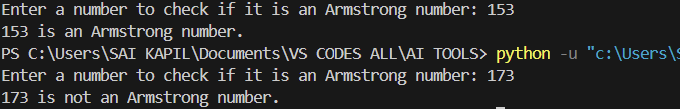 Enter a number to check if it is an Armstrong number: 153
153 is an Armstrong number.
PS C:\Users\SAI KAPIL\Documents\VS CODES ALL\AI TOOLS> python -u "c:\Users\S
Enter a number to check if it is an Armstrong number: 173
173 is not an Armstrong number.